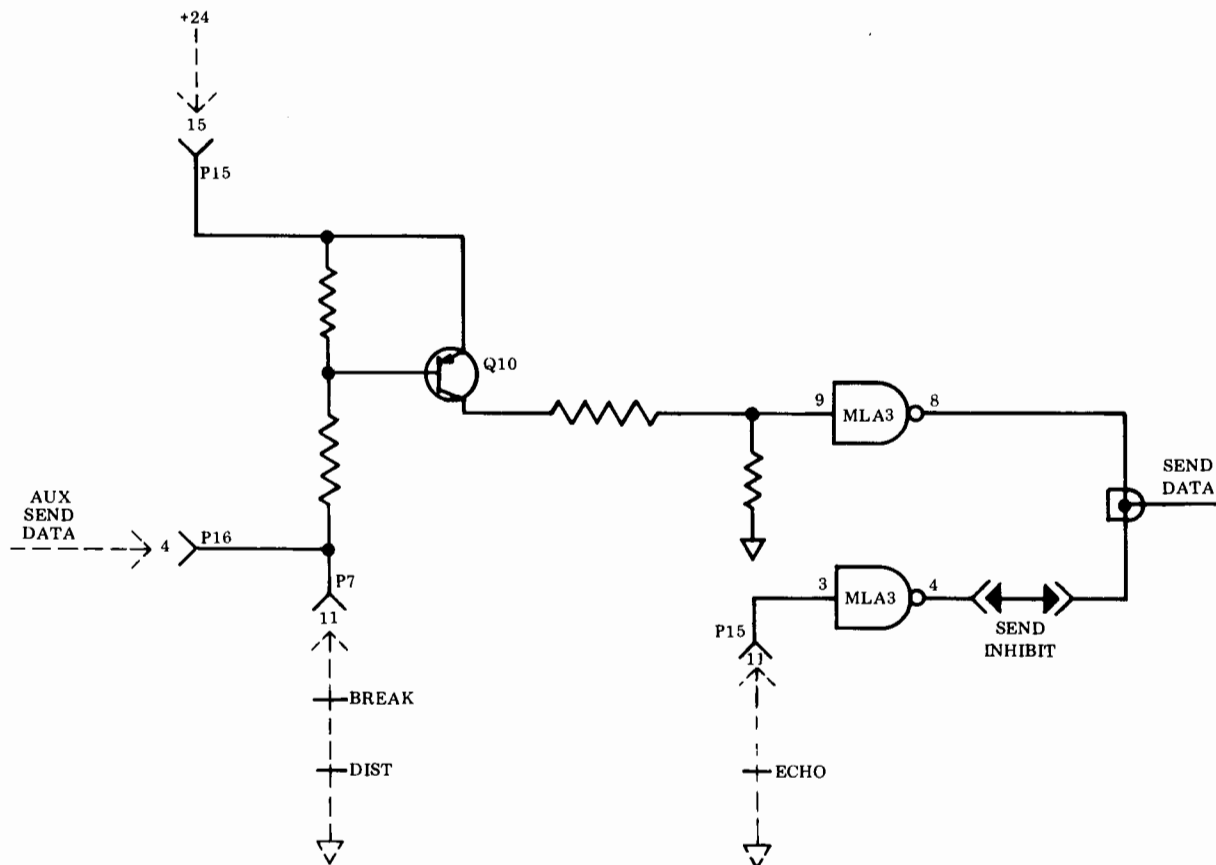 +24
15
P15
Q10
9
MLA3
8
SEND
DATA
AUX
SEND
DATA
4
P16
P7
11
3
MLA3
4
P15
11
SEND
INHIBIT
BREAK
DIST
ECHO